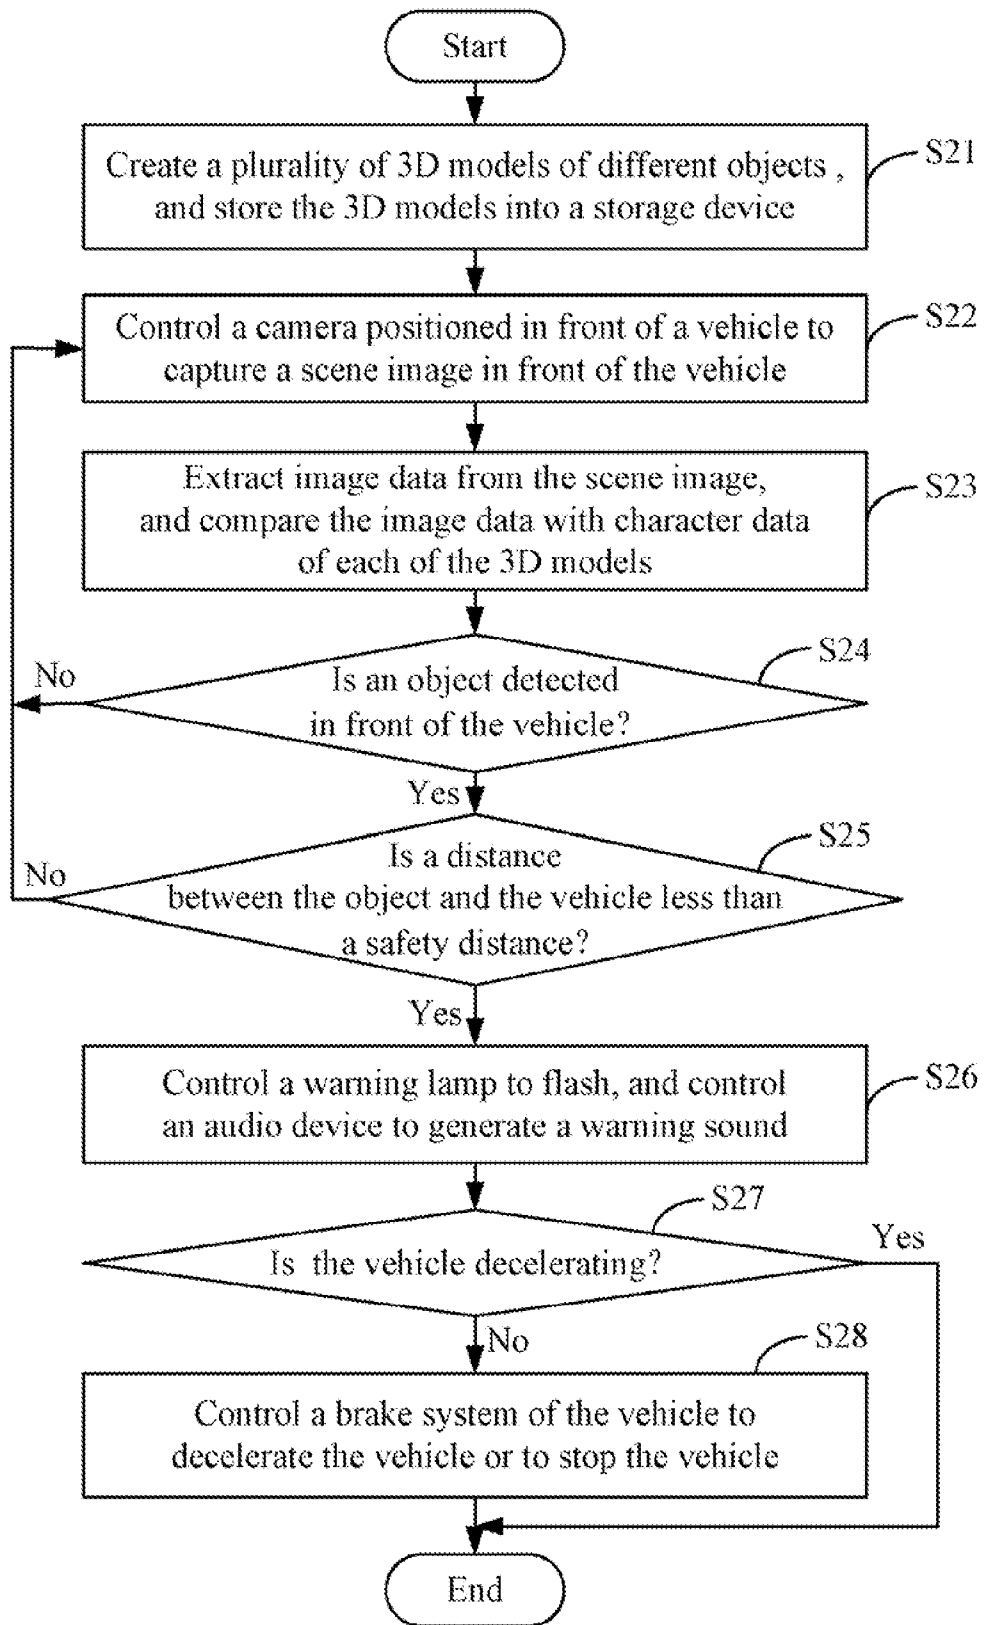 Start
Create a plurality of 3D models of different objects ,
and store the 3D models into a storage device
S21
Control a camera positioned in front of a vehicle to
capture a scene image in front of the vehicle
S22
Extract image data from the scene image,
and compare the image data with character data
of each of the 3D models
S23
Is an object detected
in front of the vehicle?
S24
No
Yes
Is a distance
between the object and the vehicle less than
a safety distance?
S25
No
Yes
Control a warning lamp to flash, and control
an audio device to generate a warning sound
S26
Is the vehicle decelerating?
S27
Yes
No
S28
Control a brake system of the vehicle to
decelerate the vehicle or to stop the vehicle
End